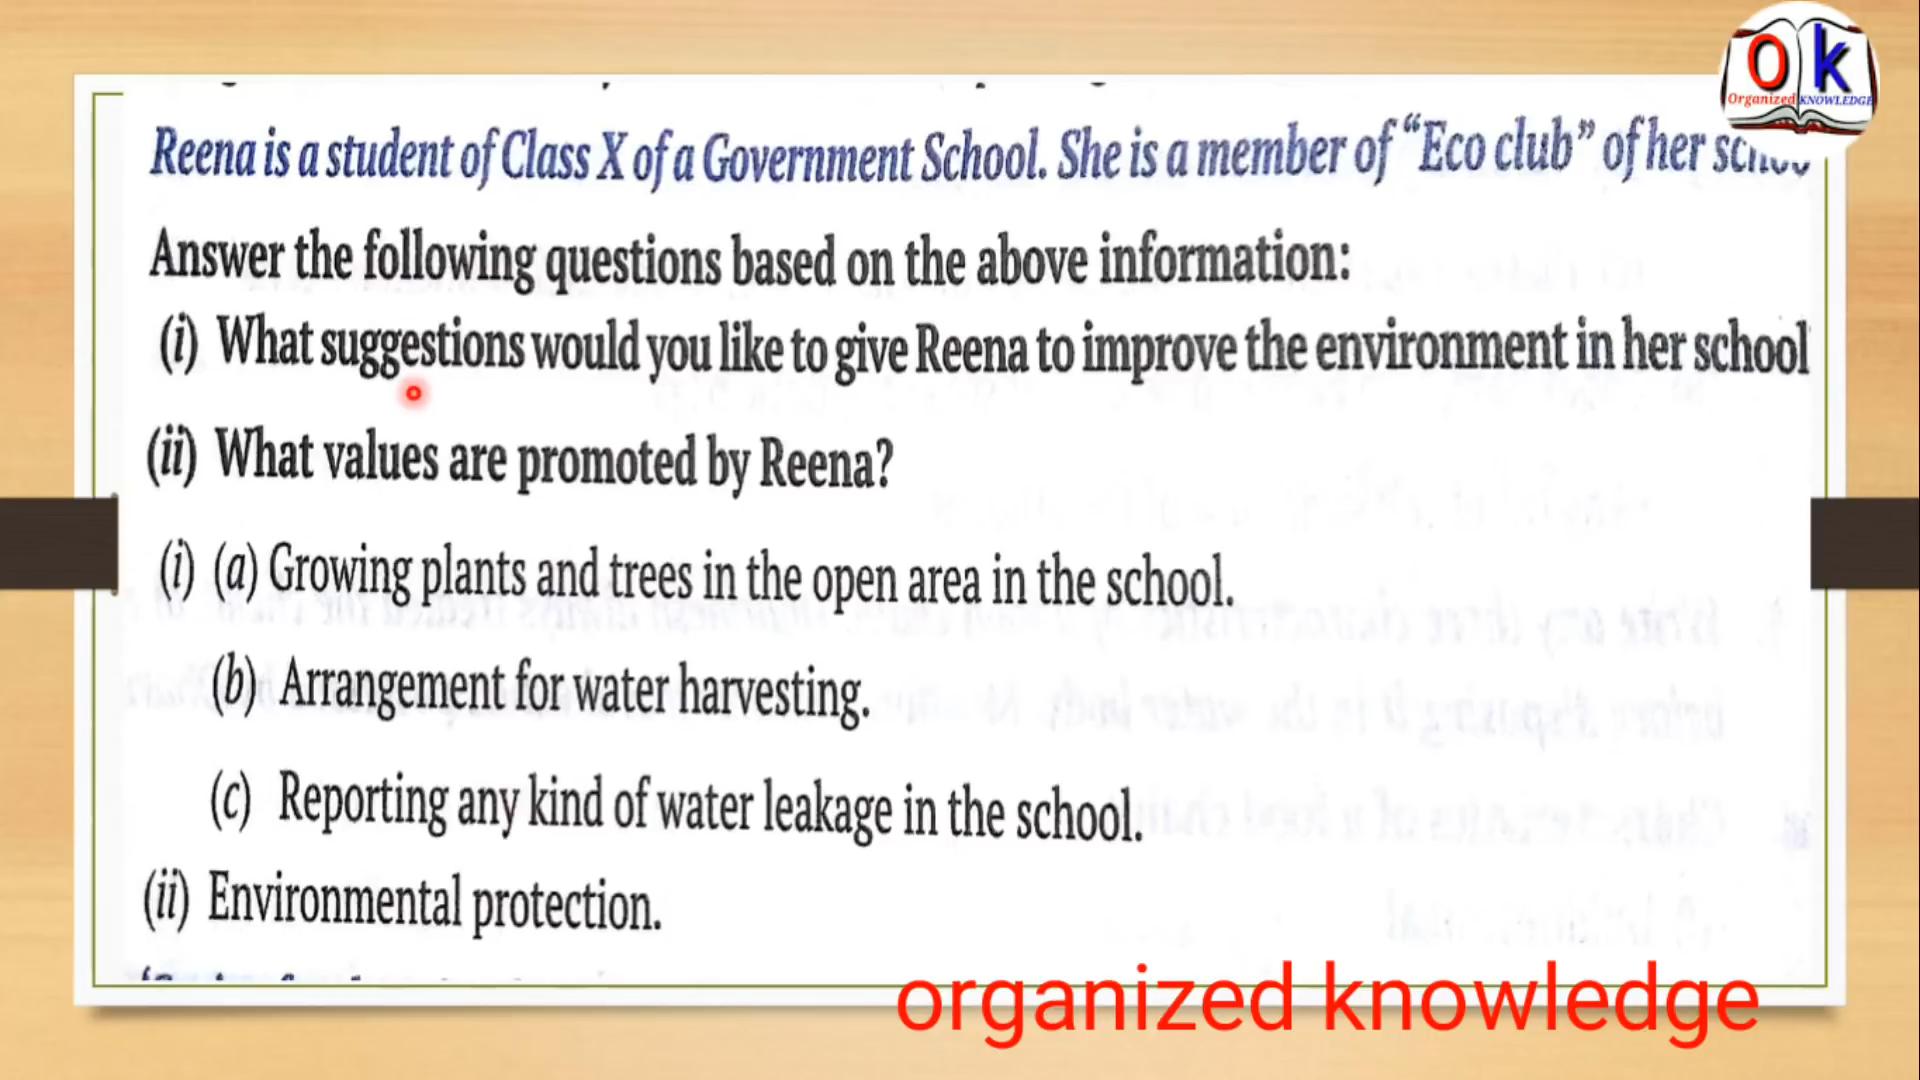 O k
Organized KNOWLEDGE
Reena is a student of Class X of a Government School. She is a member of “Eco club” of her
Answer the following questions based on the above information:
(i) What suggestions would you like to give Reena to improve the environment in her school
(ii) What values are promoted by Reena?
(i) (a) Growing plants and trees in the open area in the school.
(b) Arrangement for water harvesting.
(c) Reporting any kind of water leakage in the school.
(ii) Environmental protection.
organized knowledge